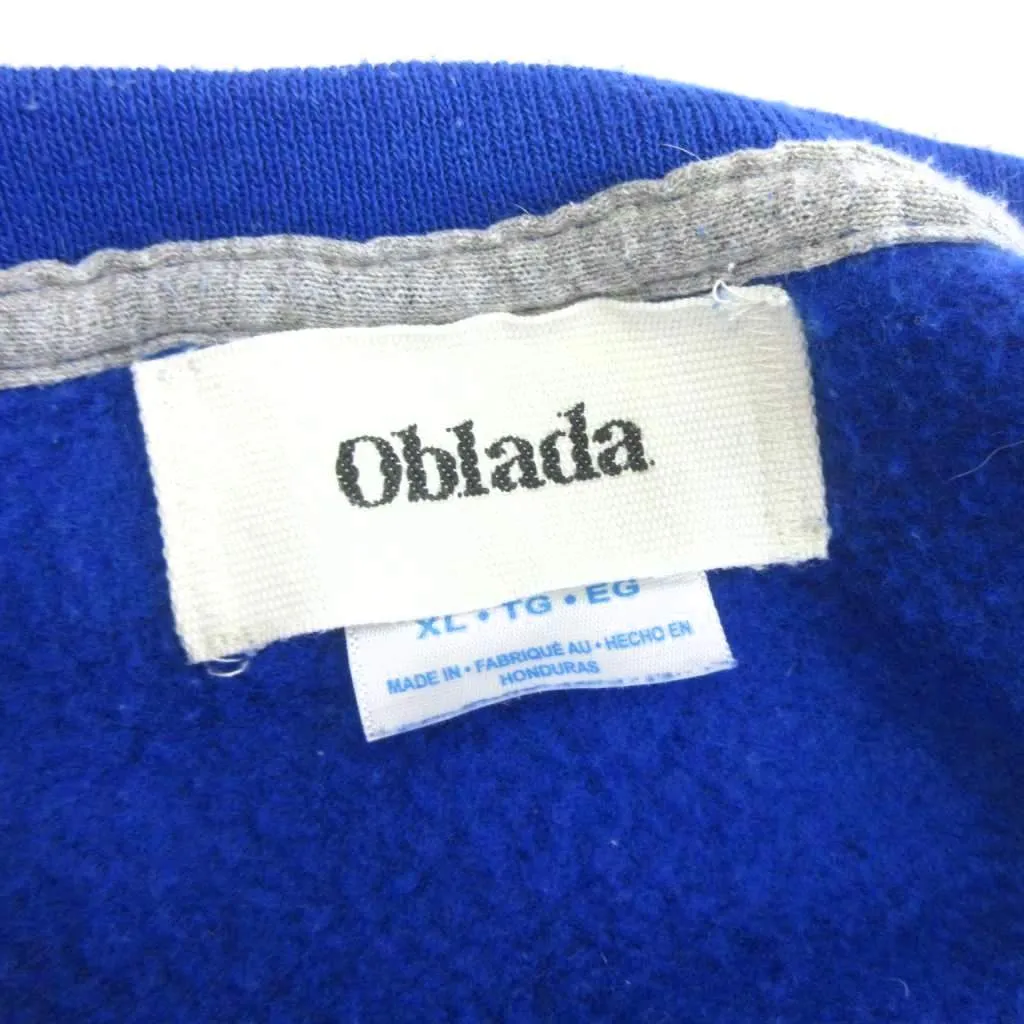 Oblada
XL • TG • EG
MADE IN • FABRIQUÉ AU • HECHO EN
HONDURAS